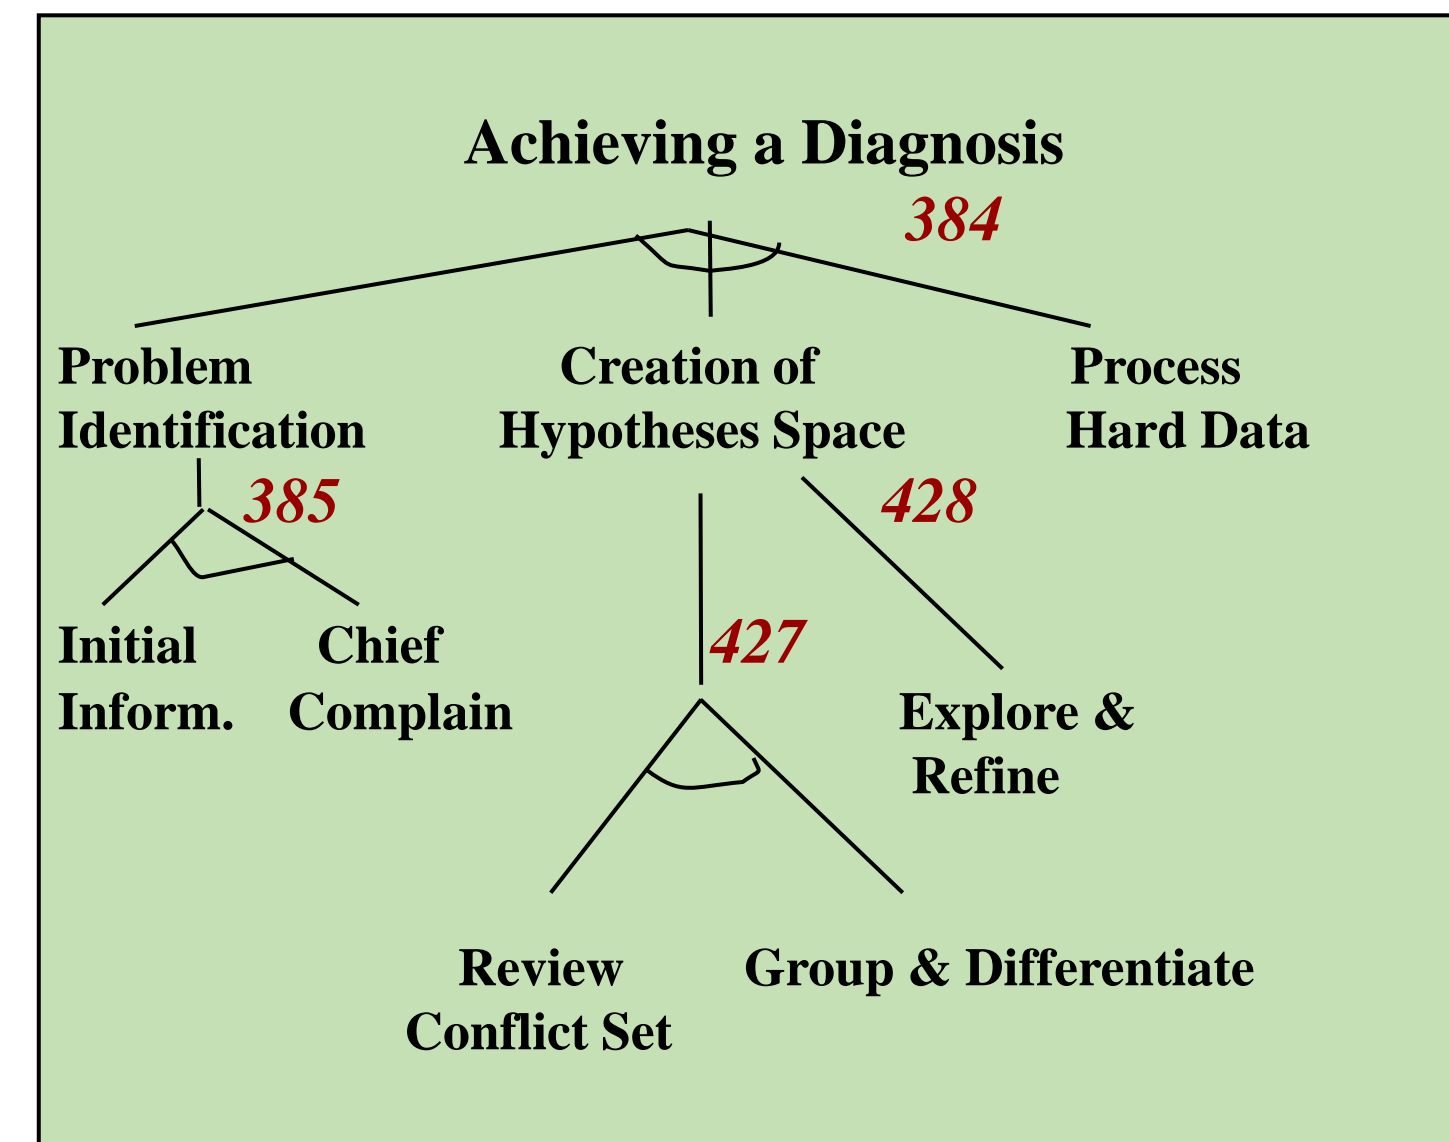 Achieving a Diagnosis
384
Problem Creation of Process
Identification Hypotheses Space Hard Data
385 428
Initial Chief 427
Inform. Complain Explore &
Refine
Review Group & Differentiate
Conflict Set